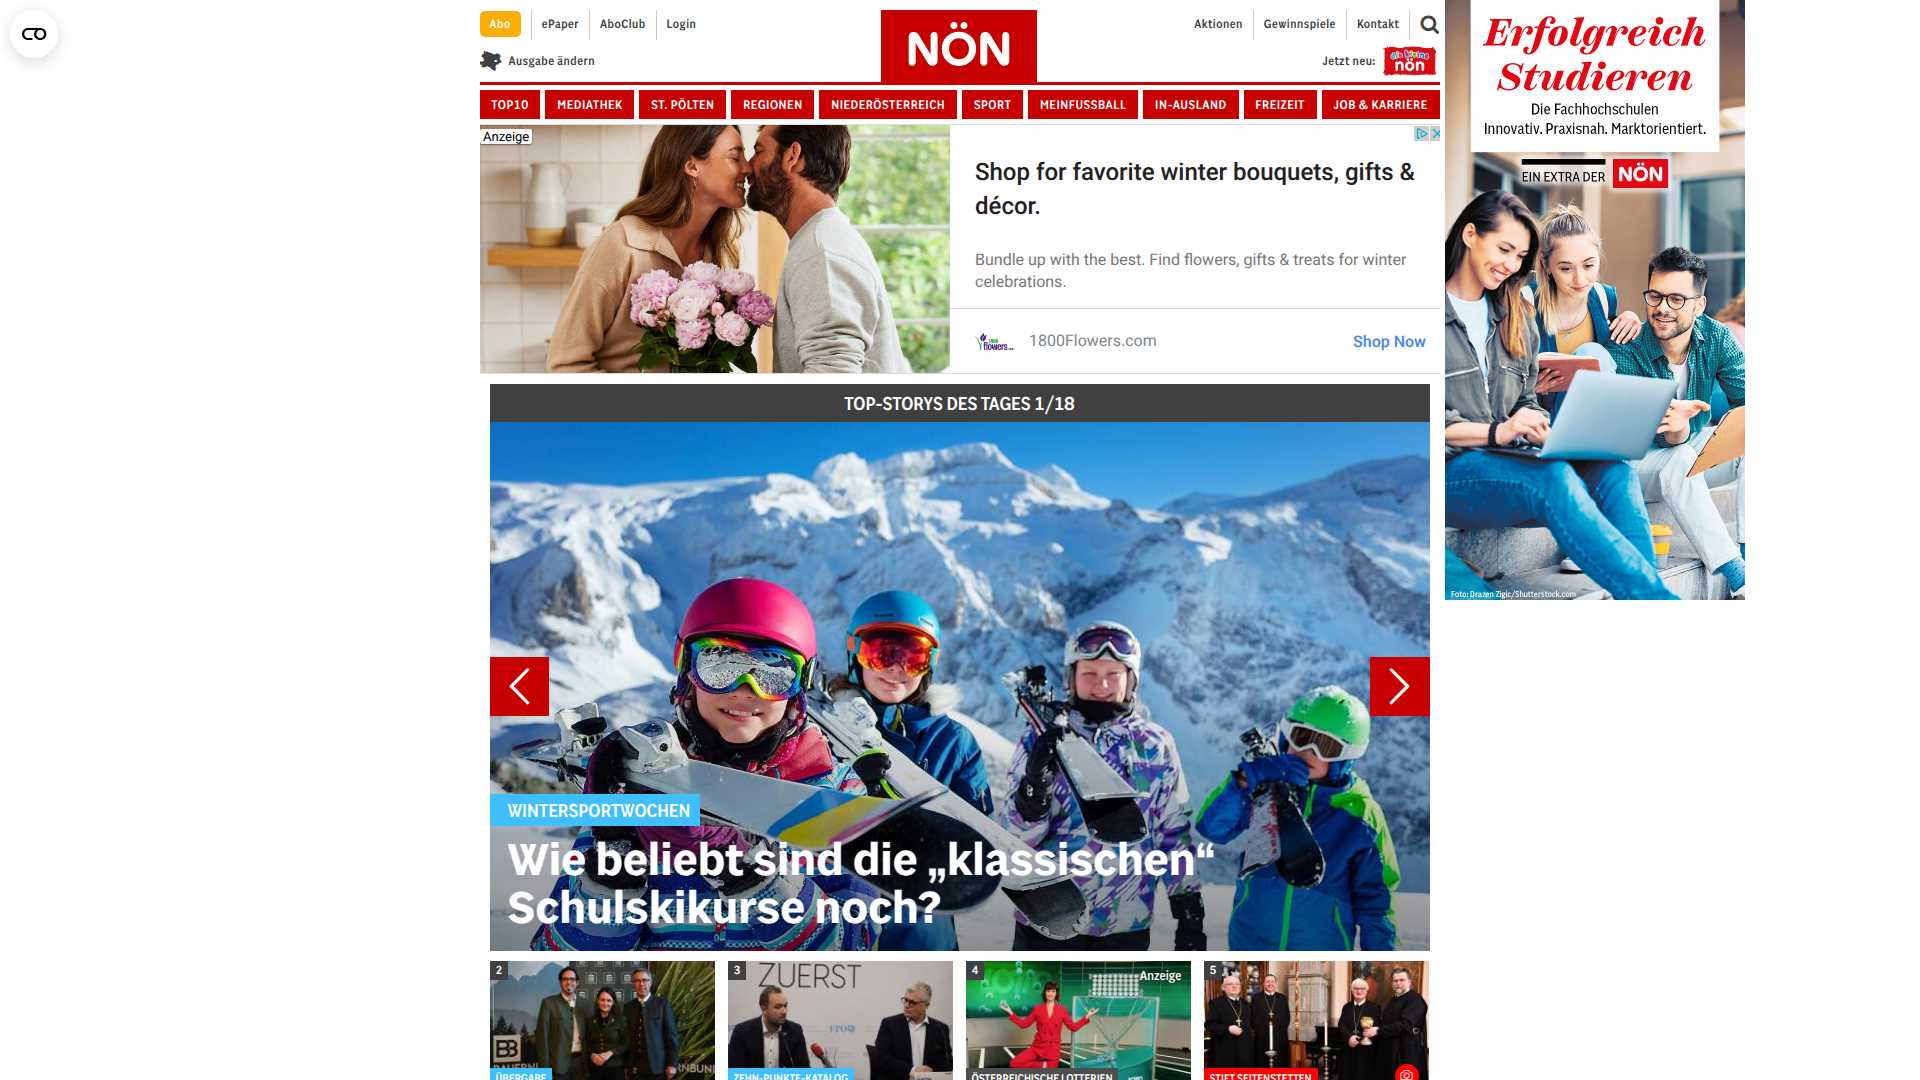 Abo
ePaper
AboClub
Login
NÖN
Aktionen
Gewinnspiele
Kontakt
Ausgabe ändern
Jetzt neu:
die kleine
nön
TOP10
MEDIATHEK
ST. PÖLTEN
REGIONEN
NIEDERÖSTERREICH
SPORT
MEINFUSSBALL
IN-AUSLAND
FREIZEIT
JOB & KARRIERE
Anzeige
Shop for favorite winter bouquets, gifts &
décor.
Bundle up with the best. Find flowers, gifts & treats for winter
celebrations.
flowers
1800Flowers.com
Shop Now
Erfolgreich
Studieren
Die Fachhochschulen
Innovativ. Praxisnah. Marktorientiert.
EIN EXTRA DER NÖN
Foto: Drazen Zigic/Shutterstock.com
TOP-STORYS DES TAGES 1/18
WINTERSPORTWOCHEN
Wie beliebt sind die „klassischen“
Schulskikurse noch?
2
ÜBERGABE
3
ZUERST
FPÖ
ZEHN-PUNKTE-KATALOG
4
Anzeige
ÖSTERREICHISCHE LOTTERIEN
5
STIFT SEITENSTETTEN